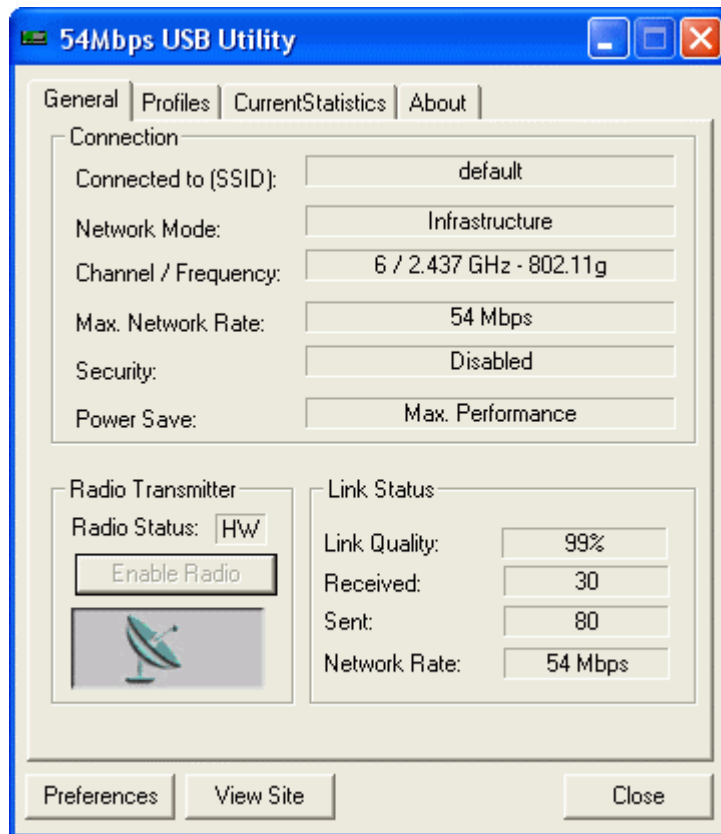 54Mbps USB Utility
General Profiles CurrentStatistics About
Connection
Connected to (SSID): default
Network Mode: Infrastructure
Channel / Frequency: 6 / 2.437 GHz - 802.11g
Max. Network Rate: 54 Mbps
Security: Disabled
Power Save: Max. Performance
Radio Transmitter
Radio Status: HW
Enable Radio
Link Status
Link Quality: 99%
Received: 30
Sent: 80
Network Rate: 54 Mbps
Preferences View Site Close